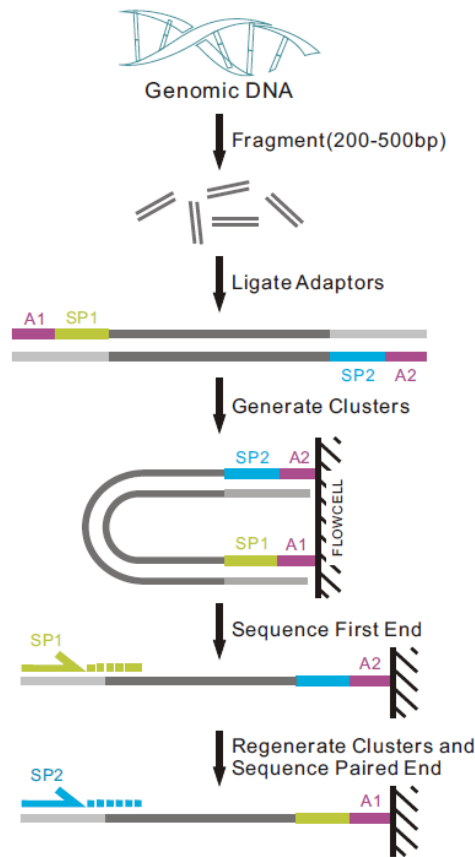 Genomic DNA
Fragment(200-500bp)
Ligate Adaptors
A1 SP1
SP2 A2
Generate Clusters
SP2 A2
SP1 A1
FLOWCELL
Sequence First End
SP1
A2
Regenerate Clusters and
Sequence Paired End
SP2
A1